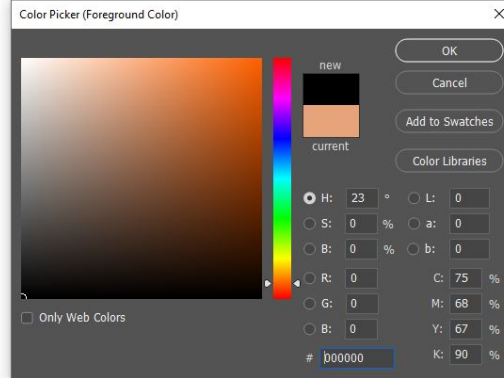 Color Picker (Foreground Color)
new
current
OK
Cancel
Add to Swatches
Color Libraries
H: 23 °
S: 0 %
B: 0 %
R: 0
G: 0
B: 0
# 000000
L: 0
a: 0
b: 0
C: 75 %
M: 68 %
Y: 67 %
K: 90 %
Only Web Colors